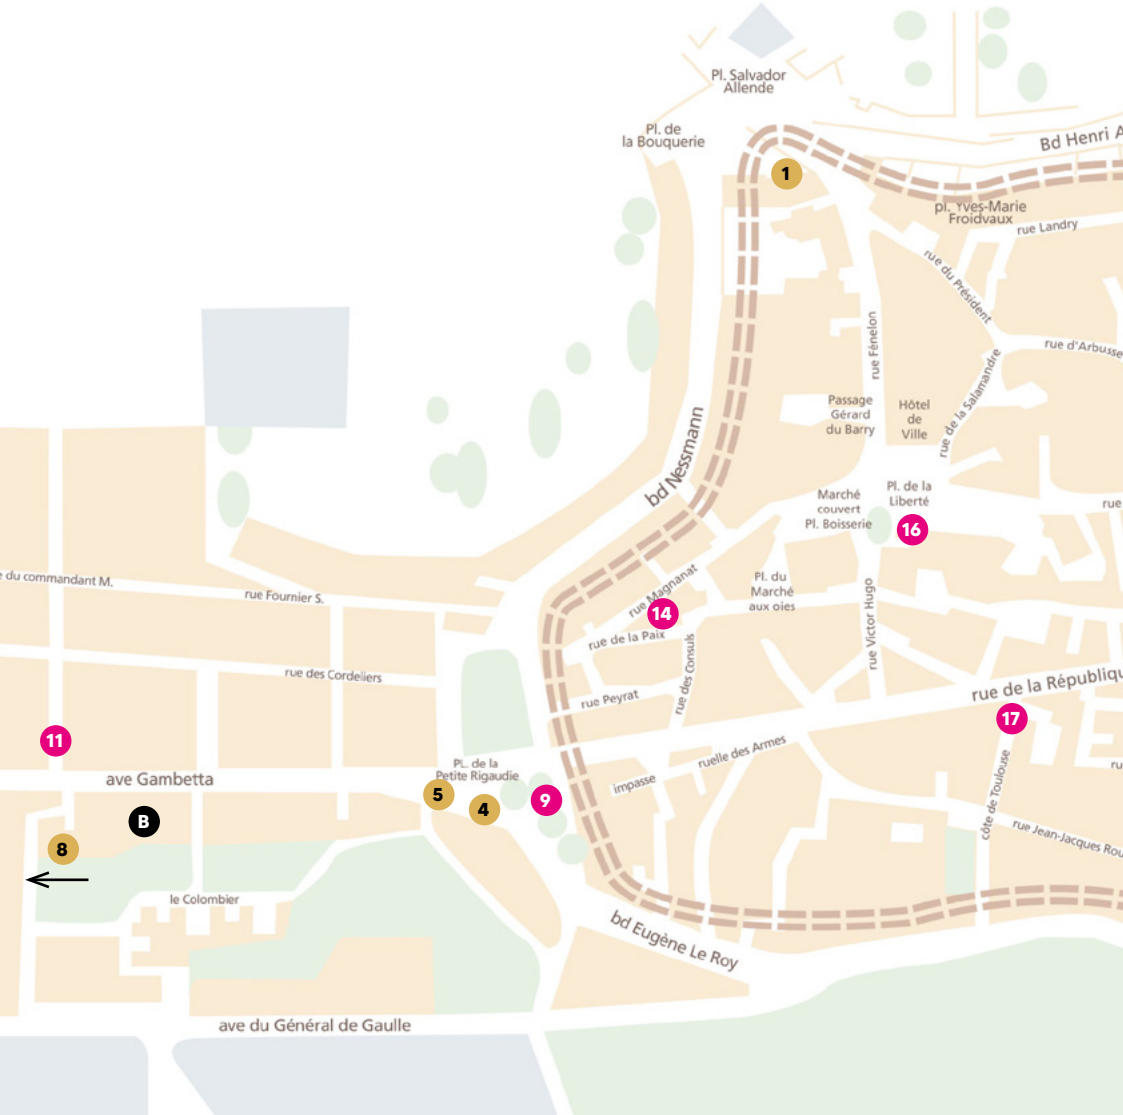 Pl. Salvador
Allende
Pl. de
la Bouquerie
Bd Henri A
1
pl. Yves-Marie
Froidvaux
rue Landry
rue du Président
rue d'Arbusse
rue Fénelon
rue de la Salamandre
Passage
Gérard
du Barry
Hôtel
de
Ville
bd Nessmann
Marché
couvert
Pl. Boisserie
Pl. de la
Liberté
rue
16
e du commandant M.
rue Fournier S.
rue Magnanat
14
Pl. du
Marché
aux oies
rue Victor Hugo
rue de la Paix
rue des Consuls
rue des Cordeliers
rue Peyrat
rue de la Républiqu
17
11
ave Gambetta
PL. de la
Petite Rigaudie
ruelle des Armes
impasse
ru
5
4
9
côte de Toulouse
B
8
rue Jean-Jacques Rou
le Colombier
bd Eugène Le Roy
ave du Général de Gaulle